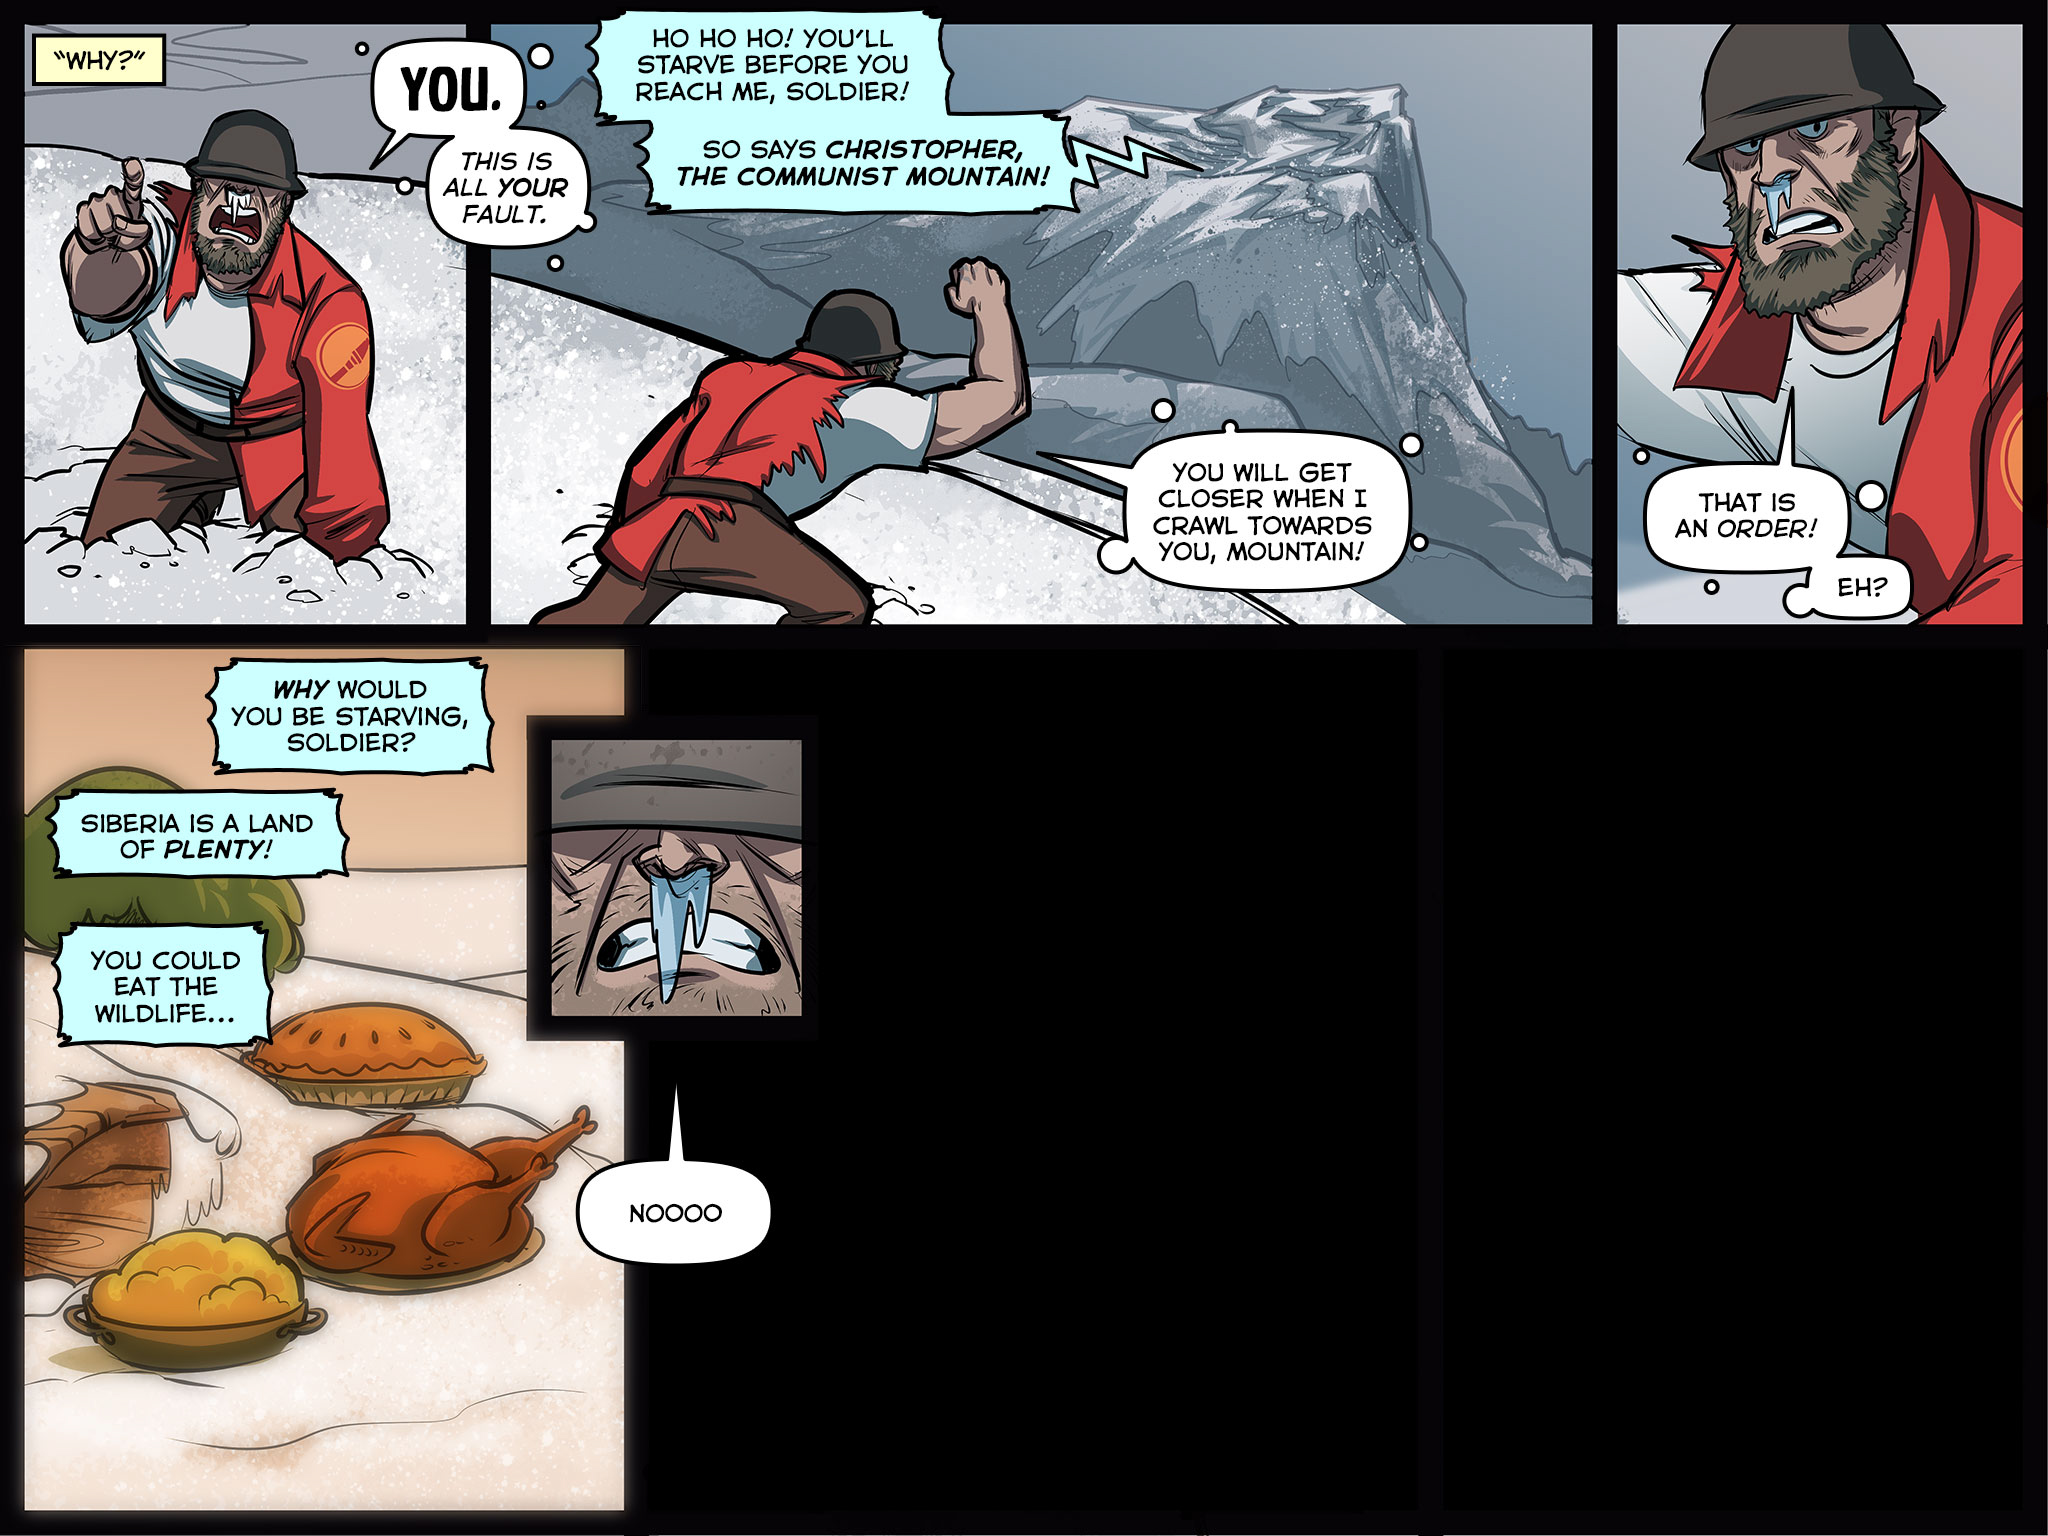 “WHY?”
YOU.
THIS IS
ALL YOUR
FAULT.
HO HO HO! YOU'LL
STARVE BEFORE YOU
REACH ME, SOLDIER!
SO SAYS CHRISTOPHER,
THE COMMUNIST MOUNTAIN!
YOU WILL GET
CLOSER WHEN I
CRAWL TOWARDS
YOU, MOUNTAIN!
THAT IS
AN ORDER!
EH?
WHY WOULD
YOU BE STARVING,
SOLDIER?
SIBERIA IS A LAND
OF PLENTY!
YOU COULD
EAT THE
WILDLIFE...
NOOOO